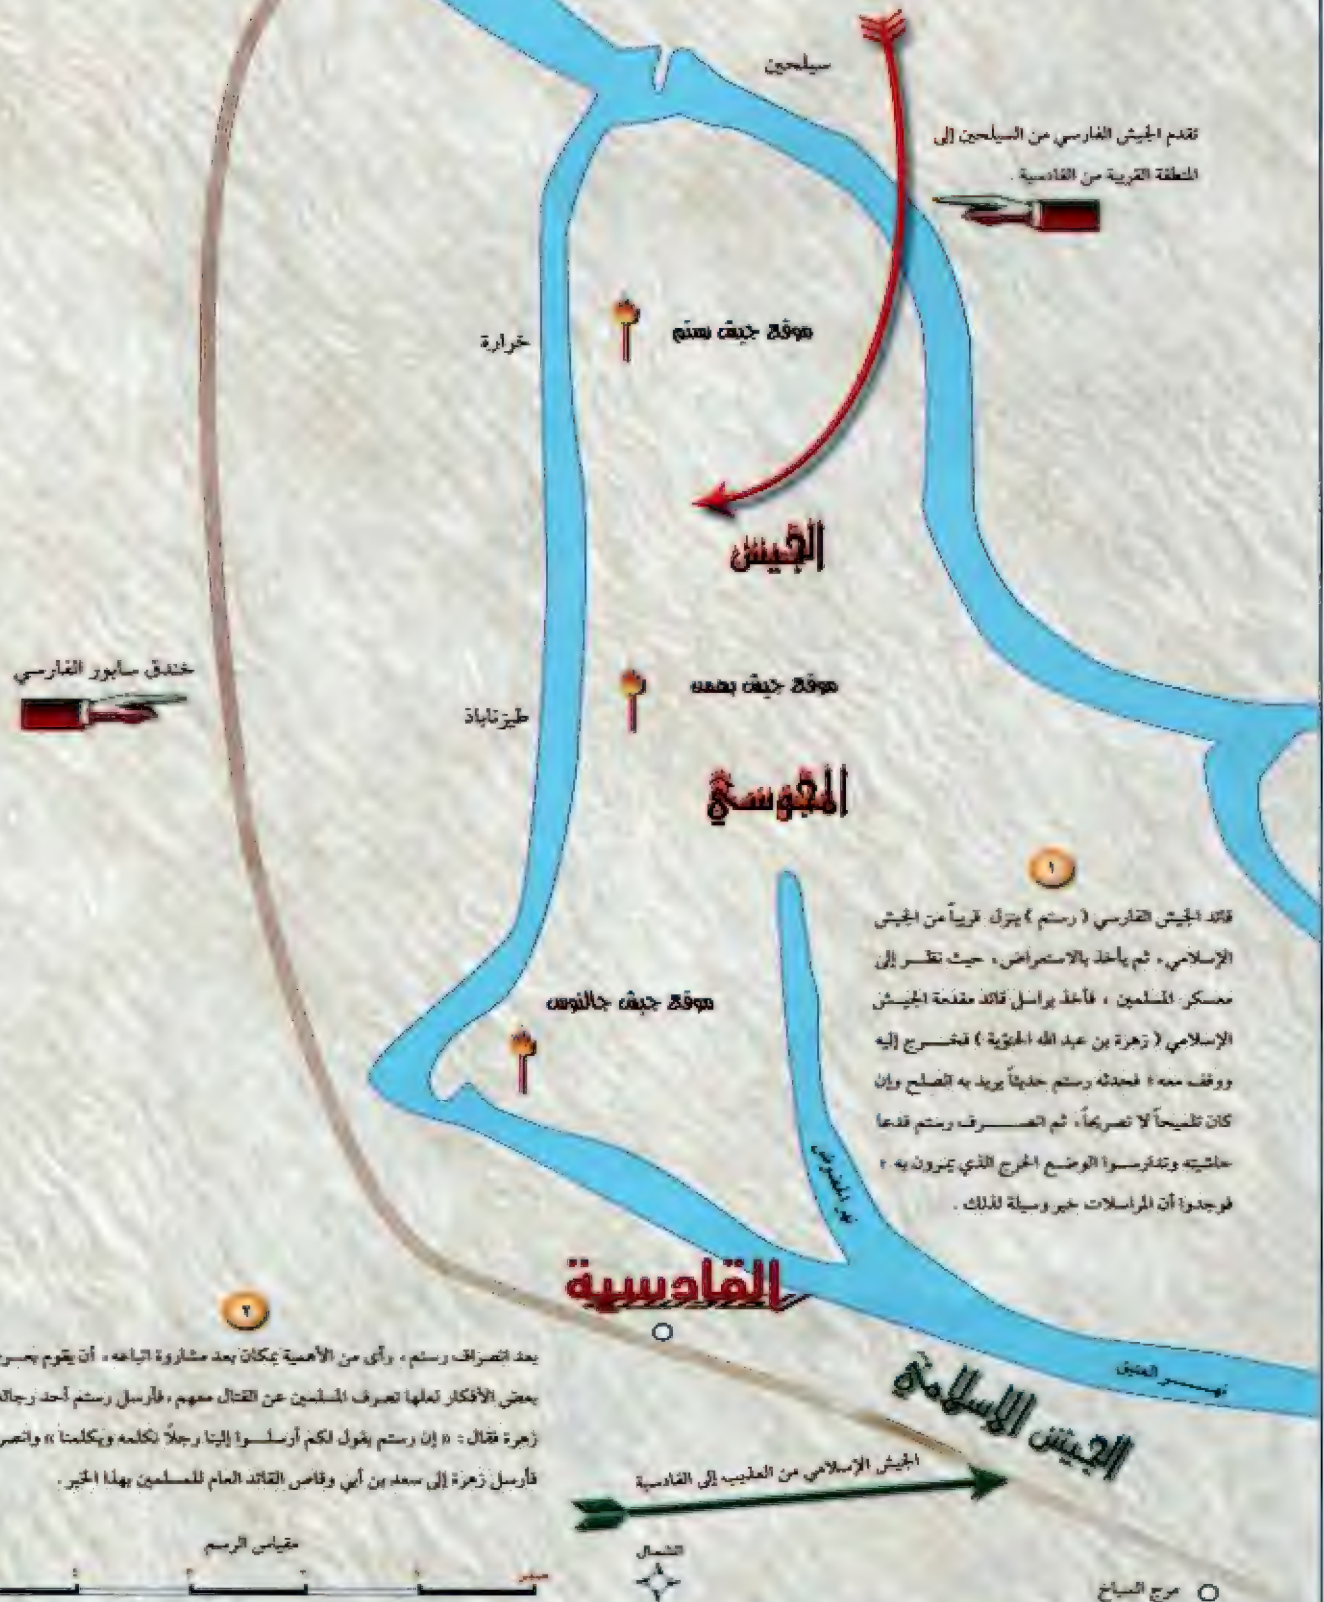 سيلحين
تقدم الجيش الفارسي من السيلحين إلى
المنطقة القريبة من القادسية .
موقع جيش رستم
خرارة
الجيش
خندق سابور الفارسي
موقع جيش بهمن
طيزناباذ
المجوسي
١
قائد الجيش الفارسي ( رستم ) ينزل قريباً من الجيش
الإسلامي ، ثم يأخذ بالاستعراض ، حيث نظر إلى
معسكر المسلمين ، فأخذ يراسل قائد مقدمة الجيش
الإسلامي ( زهرة بن عبد الله الحَوِيَّة ) فخرج إليه
ووقف معه ؛ فحدثه رستم حديثاً يريد به الصلح وإن
كان تلميحاً لا تصريحاً ، ثم انصرف رستم فدعا
حاشيته وتدارسوا الوضع الحرج الذي يمرون به ؛
فوجدوا أن المراسلات خير وسيلة لذلك .
موقع جيش جالنوس
نهر الحضوض
القادسية
نهر العتيق
الجيش الإسلامي
الجيش الإسلامي من العذيب إلى القادسية
٢
بعد انصراف رستم ، رأى من الأهمية بمكان بعد مشاورة اتباعه ، أن يقوم
بعض الأفكار لعلها تصرف المسلمين عن القتال معهم ، فأرسل رستم أحد
زهرة فقال : « إن رستم يقول لكم أرسلوا إلينا رجلاً نكلمه ويكلمنا »
فأرسل زهرة إلى سعد بن أبي وقاص القائد العام للمسلمين بهذا الخبر .
مقياس الرسم
الشمال
مرج السباخ